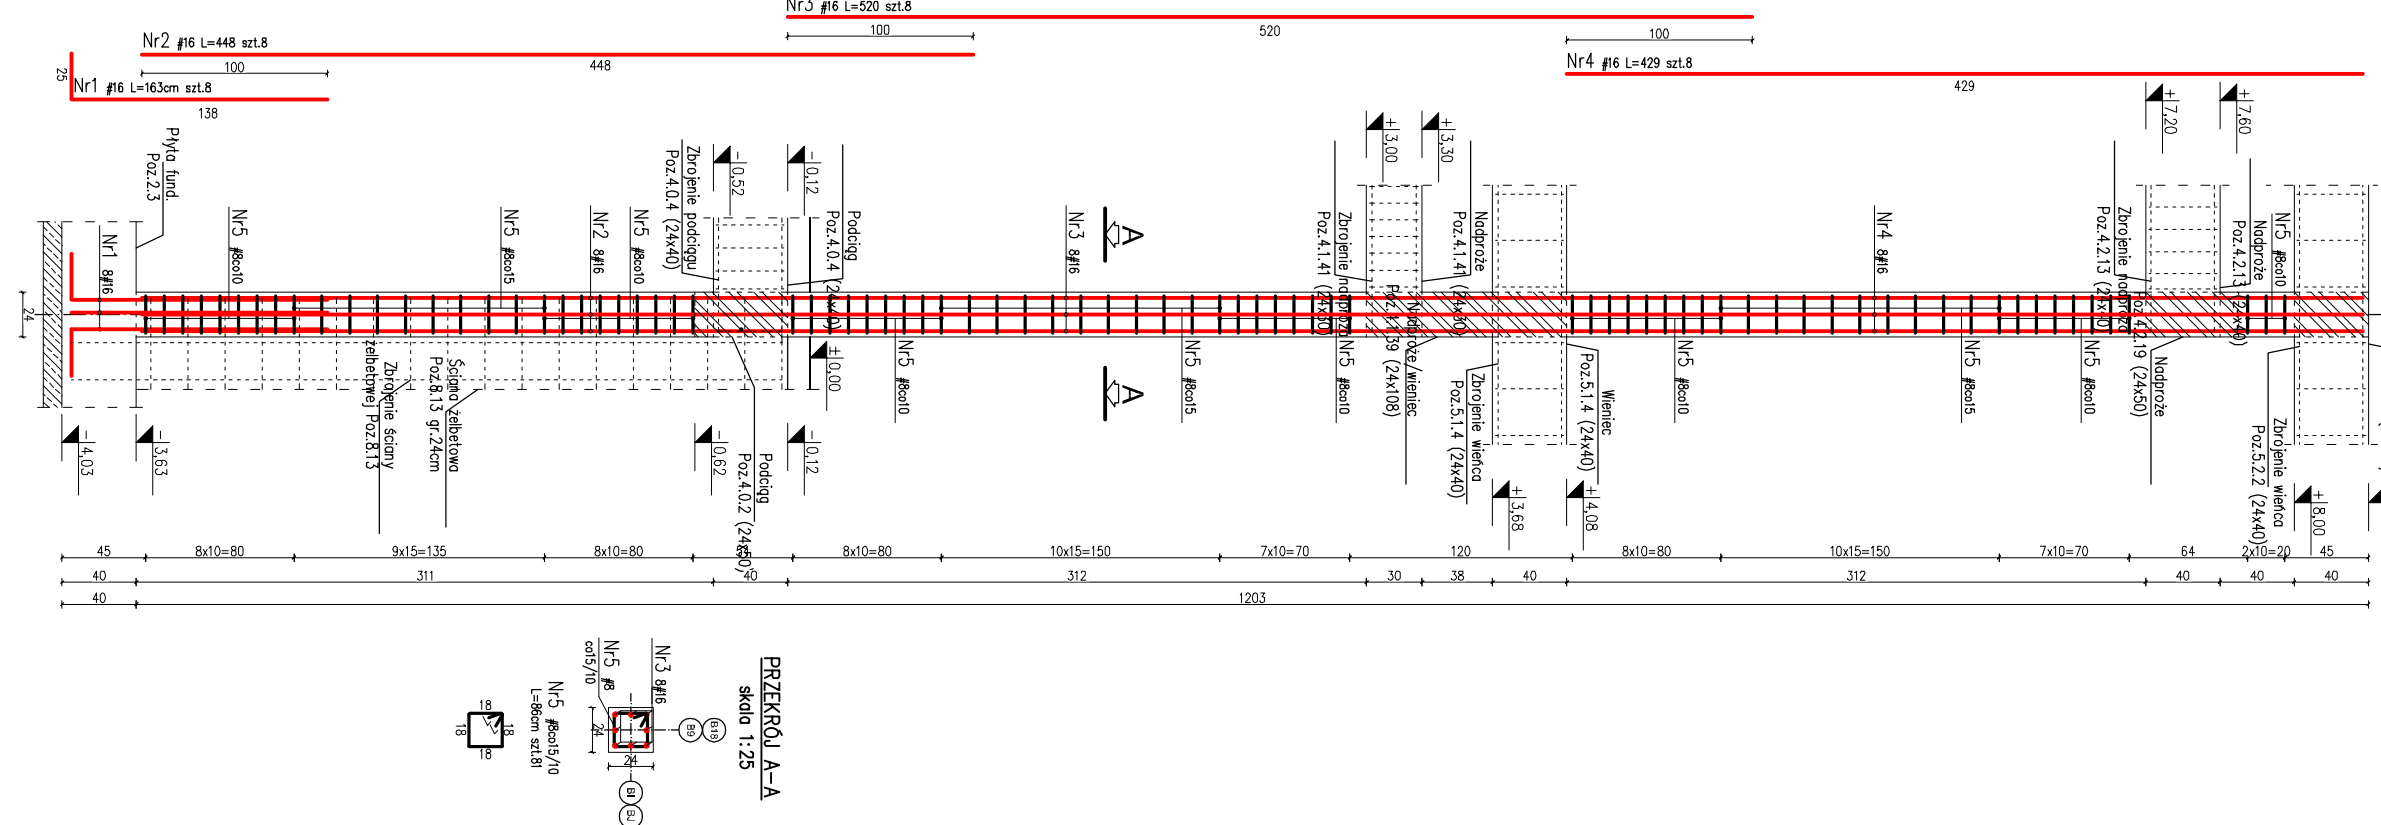 Nr3 #16 L=520 szt.8
100
520
Nr2 #16 L=448 szt.8
100
448
100
Nr4 #16 L=429 szt.8
429
25
Nr1 #16 L=163cm szt.8
138
Płyta fund.
Poz.2.3
Nr1 8#16
Nr5 #8co10
Nr5 #8co15
Nr2 8#16
Nr5 #8co10
Zbrojenie podciągu
Poz.4.0.4 (24x40)
-0,52
-0,12
Podciąg
Poz.4.0.4 (24x40)
Nr3 8#16
A
Zbrojenie nadproża
Poz.4.1.41 (24x30)
+3,00
+3,30
Nadproże
Poz.4.1.41 (24x30)
Nr4 8#16
Zbrojenie nadproża
Poz.4.2.13 (24x40)
+7,20
+7,60
Nadproże
Poz.4.2.13 (24x40)
Nr5 #8co10
24
-4,03
-3,63
Zbrojenie ściany
żelbetowej Poz.8.13
Ściana żelbetowa
Poz.8.13 gr.24cm
-0,62
-0,12
Podciąg
Poz.4.0.2 (24x50)
±0,00
Nr5 #8co10
A
Nr5 #8co15
Nr5 #8co10
Nadproże/wieniec
(24x108)
Zbrojenie wieńca
Poz.5.1.4 (24x40)
+3,68
+4,08
Wieniec
Poz.5.1.4 (24x40)
Nr5 #8co10
Nr5 #8co15
Nr5 #8co10
Nadproże
Poz.4.2.19 (24x50)
Zbrojenie wieńca
Poz.5.2.2 (24x40)
+8,00
45 8x10=80 9x15=135 8x10=80 8x10=80 10x15=150 7x10=70 120 8x10=80 10x15=150 7x10=70 64 2x10=20 45
40 311 40 312 30 38 40 312 40 40 40
40 1203
PRZEKRÓJ A-A
skala 1:25
Nr3 8#16
Nr5 #8
co15/10
24
24
B9
B18
BI
BJ
Nr5 #8co15/10
L=86cm szt.81
18
18
18
18